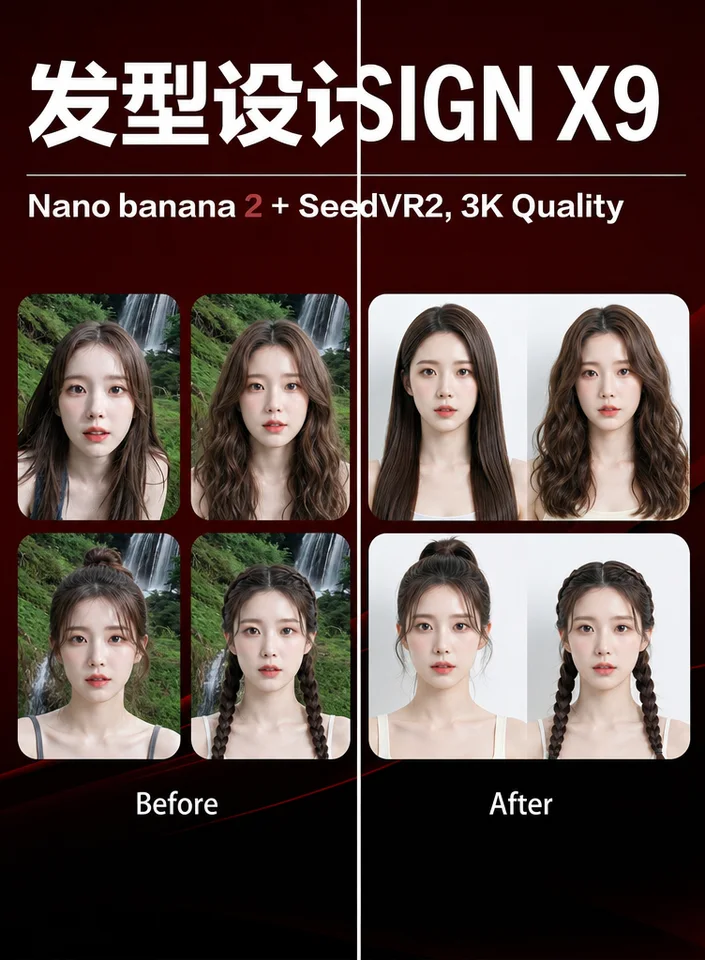 发型设计SIGN X9
Nano banana 2 + SeedVR2, 3K Quality
Before
After